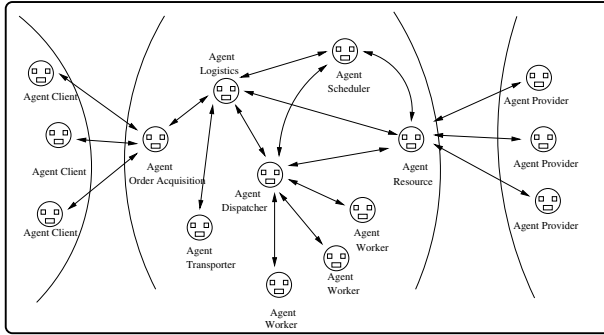 Agent
Logistics
Agent
Scheduler
Agent Client
Agent Provider
Agent Client
Agent
Order Acquisition
Agent
Resource
Agent Provider
Agent
Dispatcher
Agent Client
Agent Provider
Agent
Transporter
Agent
Worker
Agent
Worker
Agent
Worker